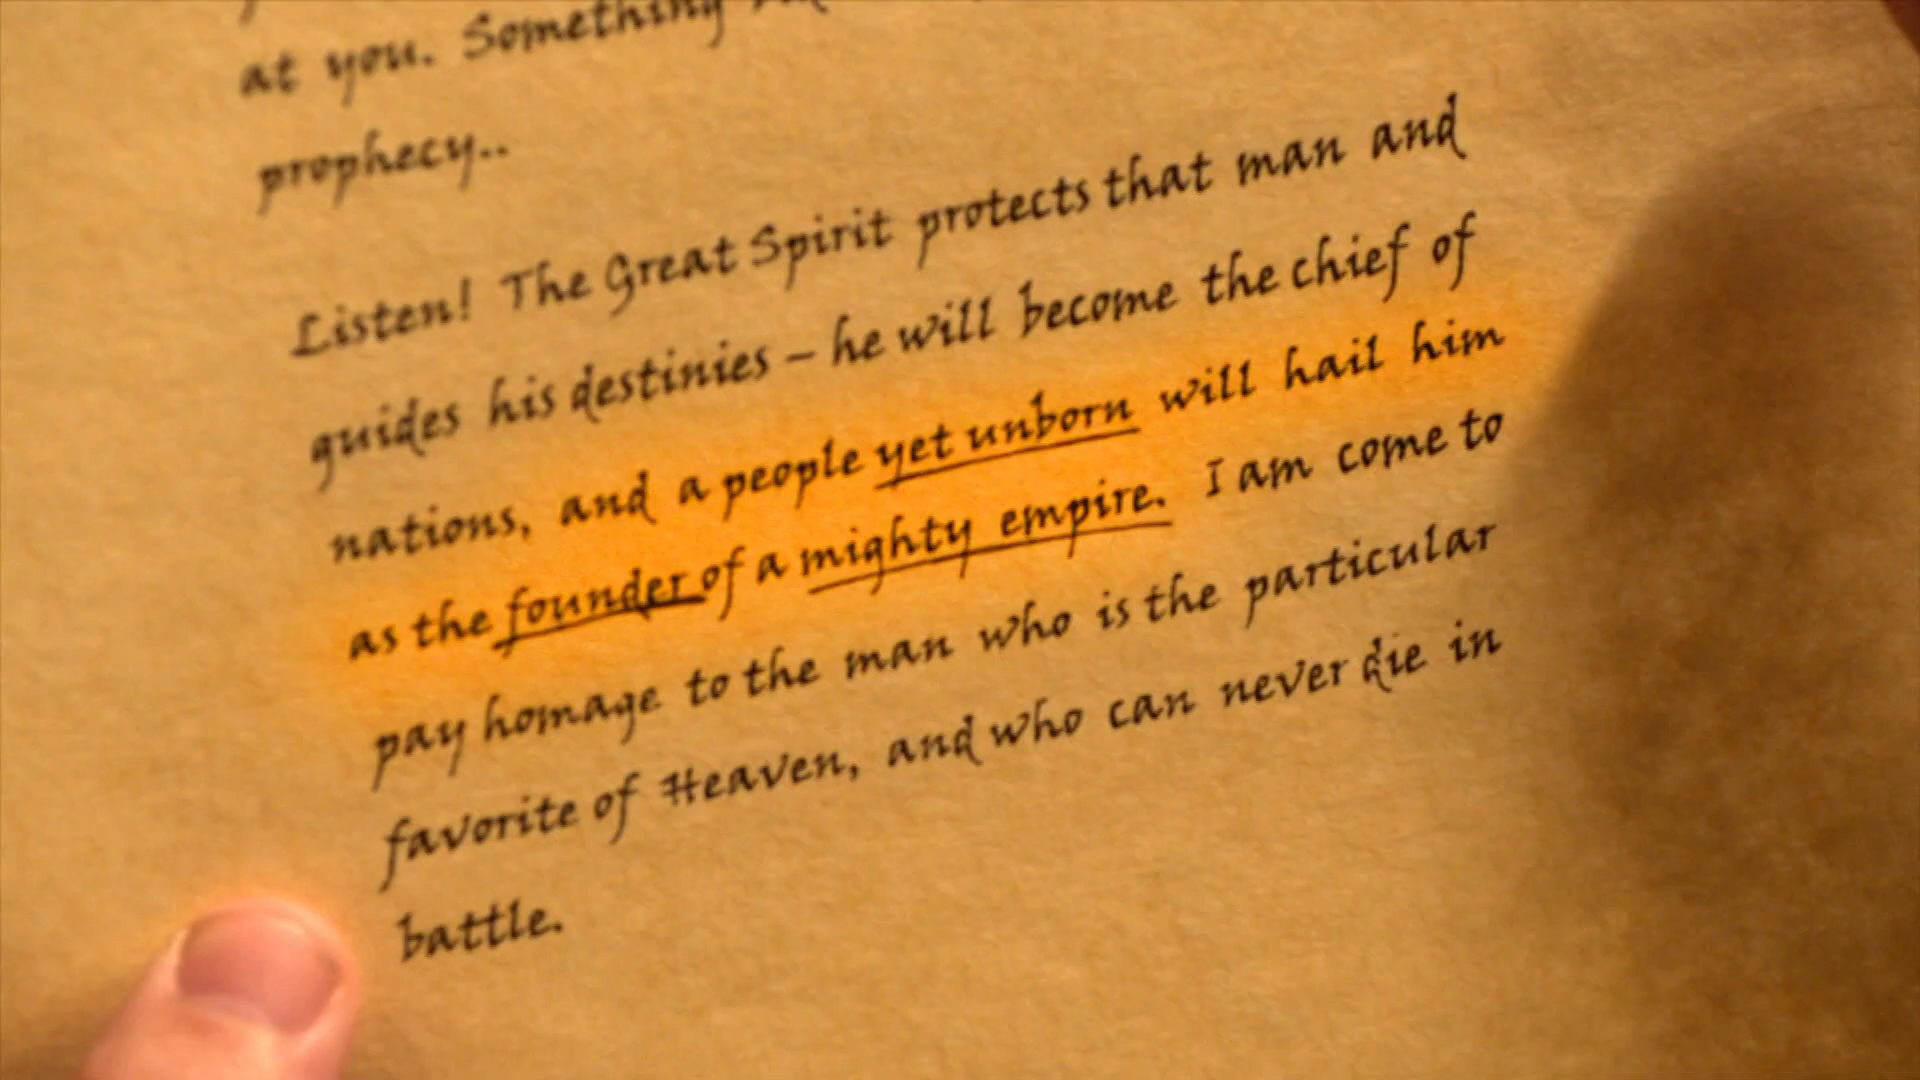 at you. Something
prophecy..
Listen! The Great Spirit protects that man and
guides his destinies – he will become the chief of
nations, and a people yet unborn will hail him
as the founder of a mighty empire. I am come to
pay homage to the man who is the particular
favorite of Heaven, and who can never die in
battle.